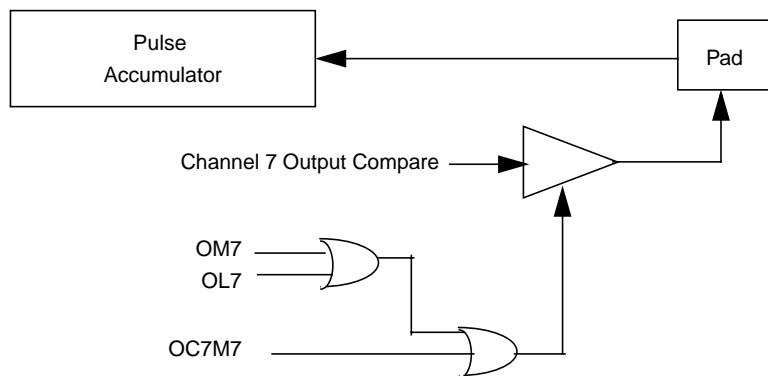 Pulse
Accumulator
Pad
Channel 7 Output Compare
OM7
OL7
OC7M7